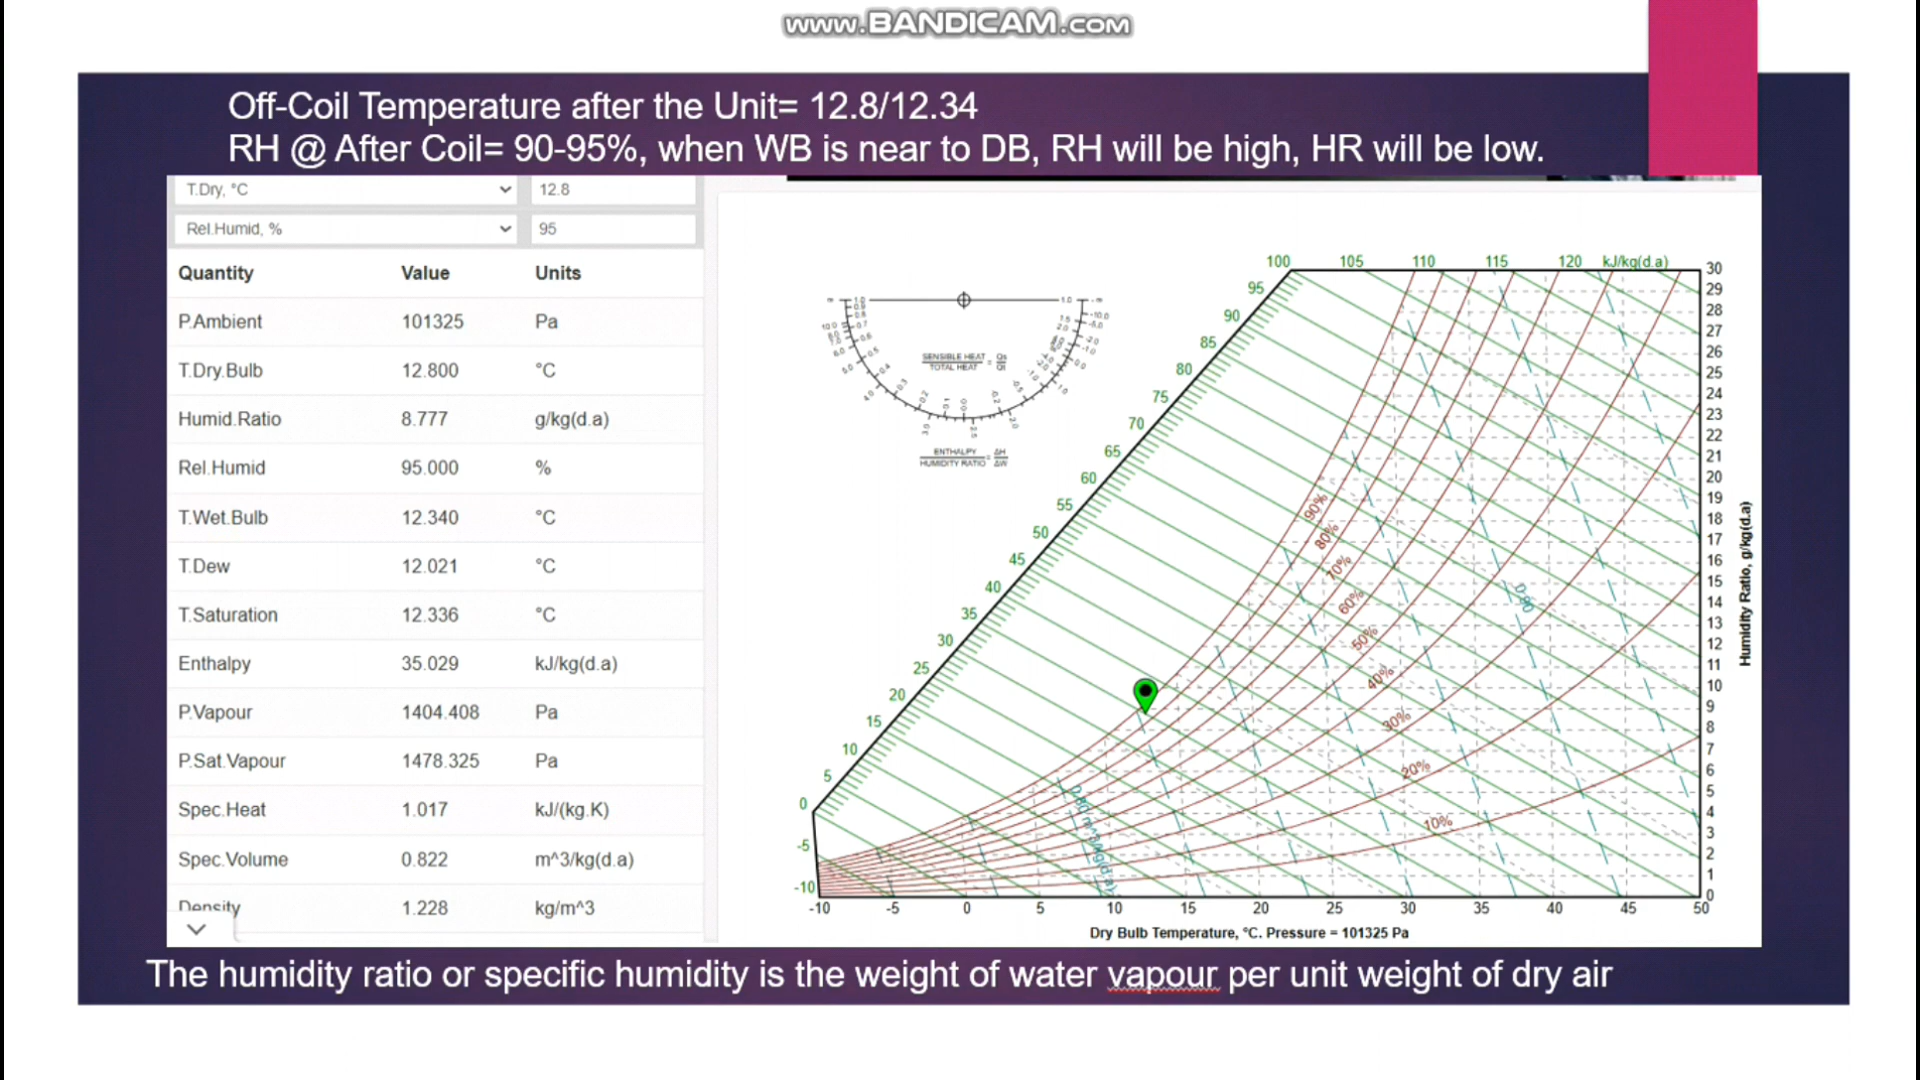 www.BANDICAM.com
Off-Coil Temperature after the Unit= 12.8/12.34
RH @ After Coil= 90-95%, when WB is near to DB, RH will be high, HR will be low.
T.Dry, °C 12.8
Rel.Humid, % 95
Quantity Value Units
P.Ambient 101325 Pa
T.Dry.Bulb 12.800 °C
Humid.Ratio 8.777 g/kg(d.a)
Rel.Humid 95.000 %
T.Wet.Bulb 12.340 °C
T.Dew 12.021 °C
T.Saturation 12.336 °C
Enthalpy 35.029 kJ/kg(d.a)
P.Vapour 1404.408 Pa
P.Sat.Vapour 1478.325 Pa
Spec.Heat 1.017 kJ/(kg.K)
Spec.Volume 0.822 m^3/kg(d.a)
Density 1.228 kg/m^3
SENSIBLE HEAT = Qs
TOTAL HEAT Qt
ENTHALPY = ΔH
HUMIDITY RATIO ΔW
100 105 110 115 120 kJ/kg(d.a)
95
90
85
80
75
70
65
60
55
50
45
40
35
30
25
20
15
10
5
0
-5
-10
90%
80%
70%
60%
50%
40%
30%
20%
10%
0.90
0.80 m^3/kg(d.a)
30
29
28
27
26
25
24
23
22
21
20
19
18
17
16
15
14
13
12
11
10
9
8
7
6
5
4
3
2
1
0
Humidity Ratio, g/kg(d.a)
-10 -5 0 5 10 15 20 25 30 35 40 45 50
Dry Bulb Temperature, °C. Pressure = 101325 Pa
The humidity ratio or specific humidity is the weight of water vapour per unit weight of dry air